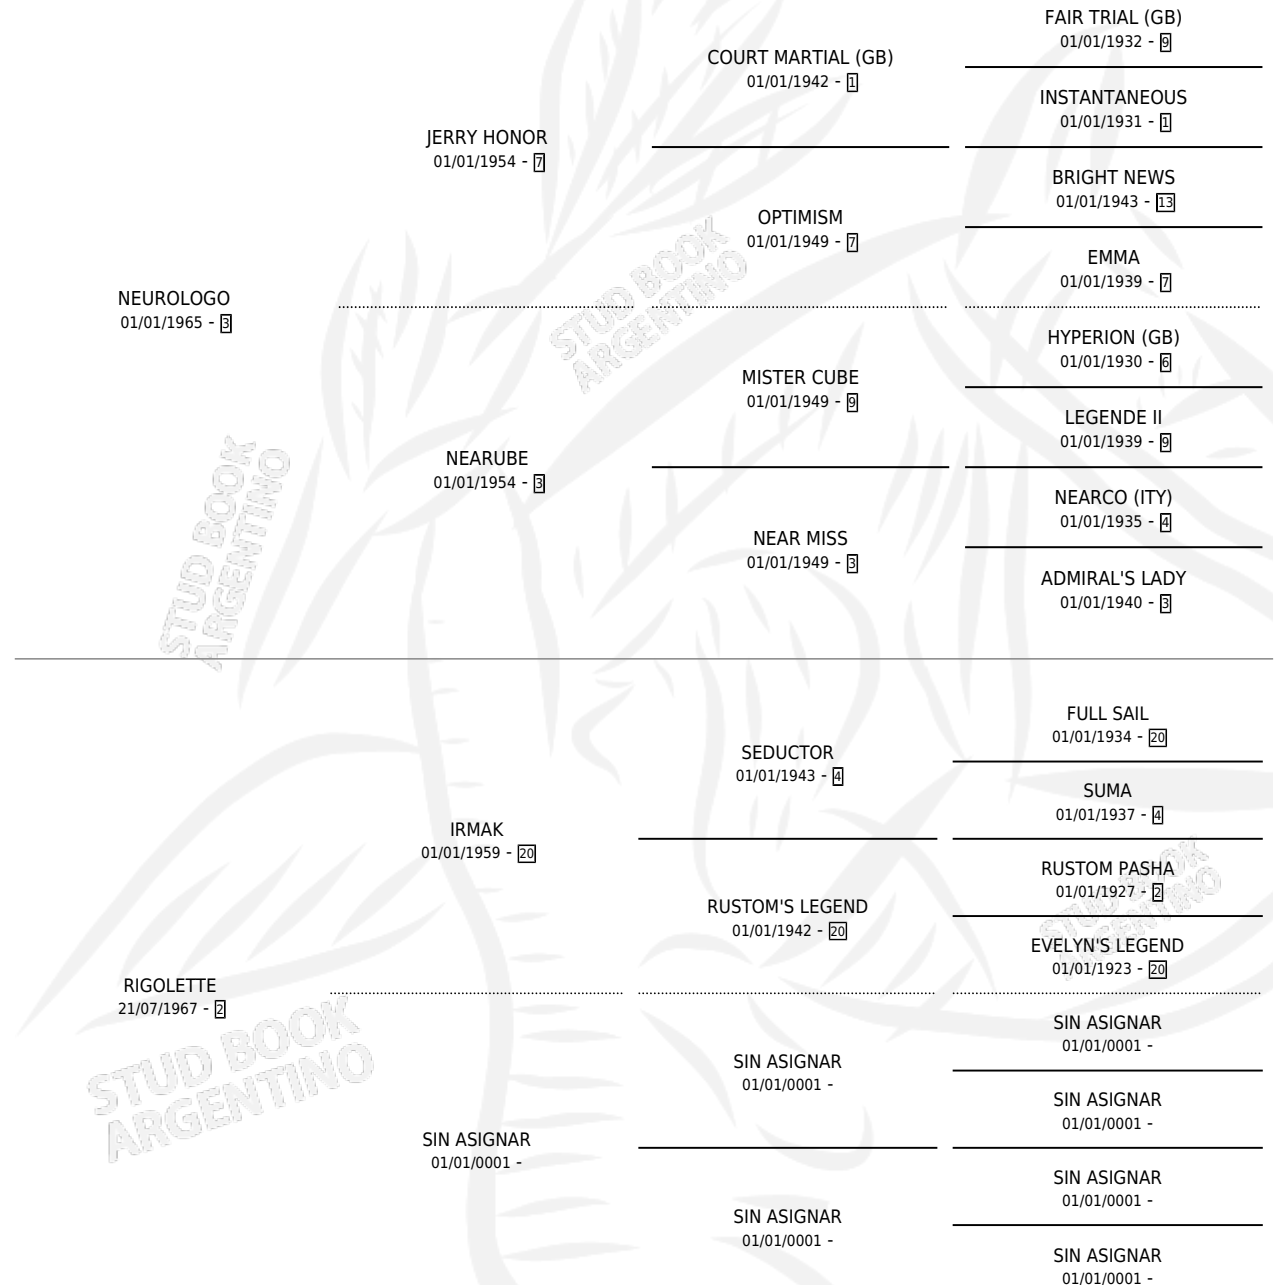 FAIR TRIAL (GB)
01/01/1932 - 9
COURT MARTIAL (GB)
01/01/1942 - 1
INSTANTANEOUS
01/01/1931 - 1
JERRY HONOR
01/01/1954 - 7
BRIGHT NEWS
01/01/1943 - 13
OPTIMISM
01/01/1949 - 7
EMMA
01/01/1939 - 7
NEUROLOGO
01/01/1965 - 3
HYPERION (GB)
01/01/1930 - 6
MISTER CUBE
01/01/1949 - 9
LEGENDE II
01/01/1939 - 9
NEARUBE
01/01/1954 - 3
NEARCO (ITY)
01/01/1935 - 4
NEAR MISS
01/01/1949 - 3
ADMIRAL'S LADY
01/01/1940 - 3
FULL SAIL
01/01/1934 - 20
SEDUCTOR
01/01/1943 - 4
SUMA
01/01/1937 - 4
IRMAK
01/01/1959 - 20
RUSTOM PASHA
01/01/1927 - 2
RUSTOM'S LEGEND
01/01/1942 - 20
EVELYN'S LEGEND
01/01/1923 - 20
RIGOLETTE
21/07/1967 - 2
SIN ASIGNAR
01/01/0001 -
SIN ASIGNAR
01/01/0001 -
SIN ASIGNAR
01/01/0001 -
SIN ASIGNAR
01/01/0001 -
SIN ASIGNAR
01/01/0001 -
SIN ASIGNAR
01/01/0001 -
SIN ASIGNAR
01/01/0001 -
STUD BOOK
ARGENTINO
STUD BOOK
ARGENTINO
STUD BOOK
ARGENTINO
STUD BOOK
ARGENTINO